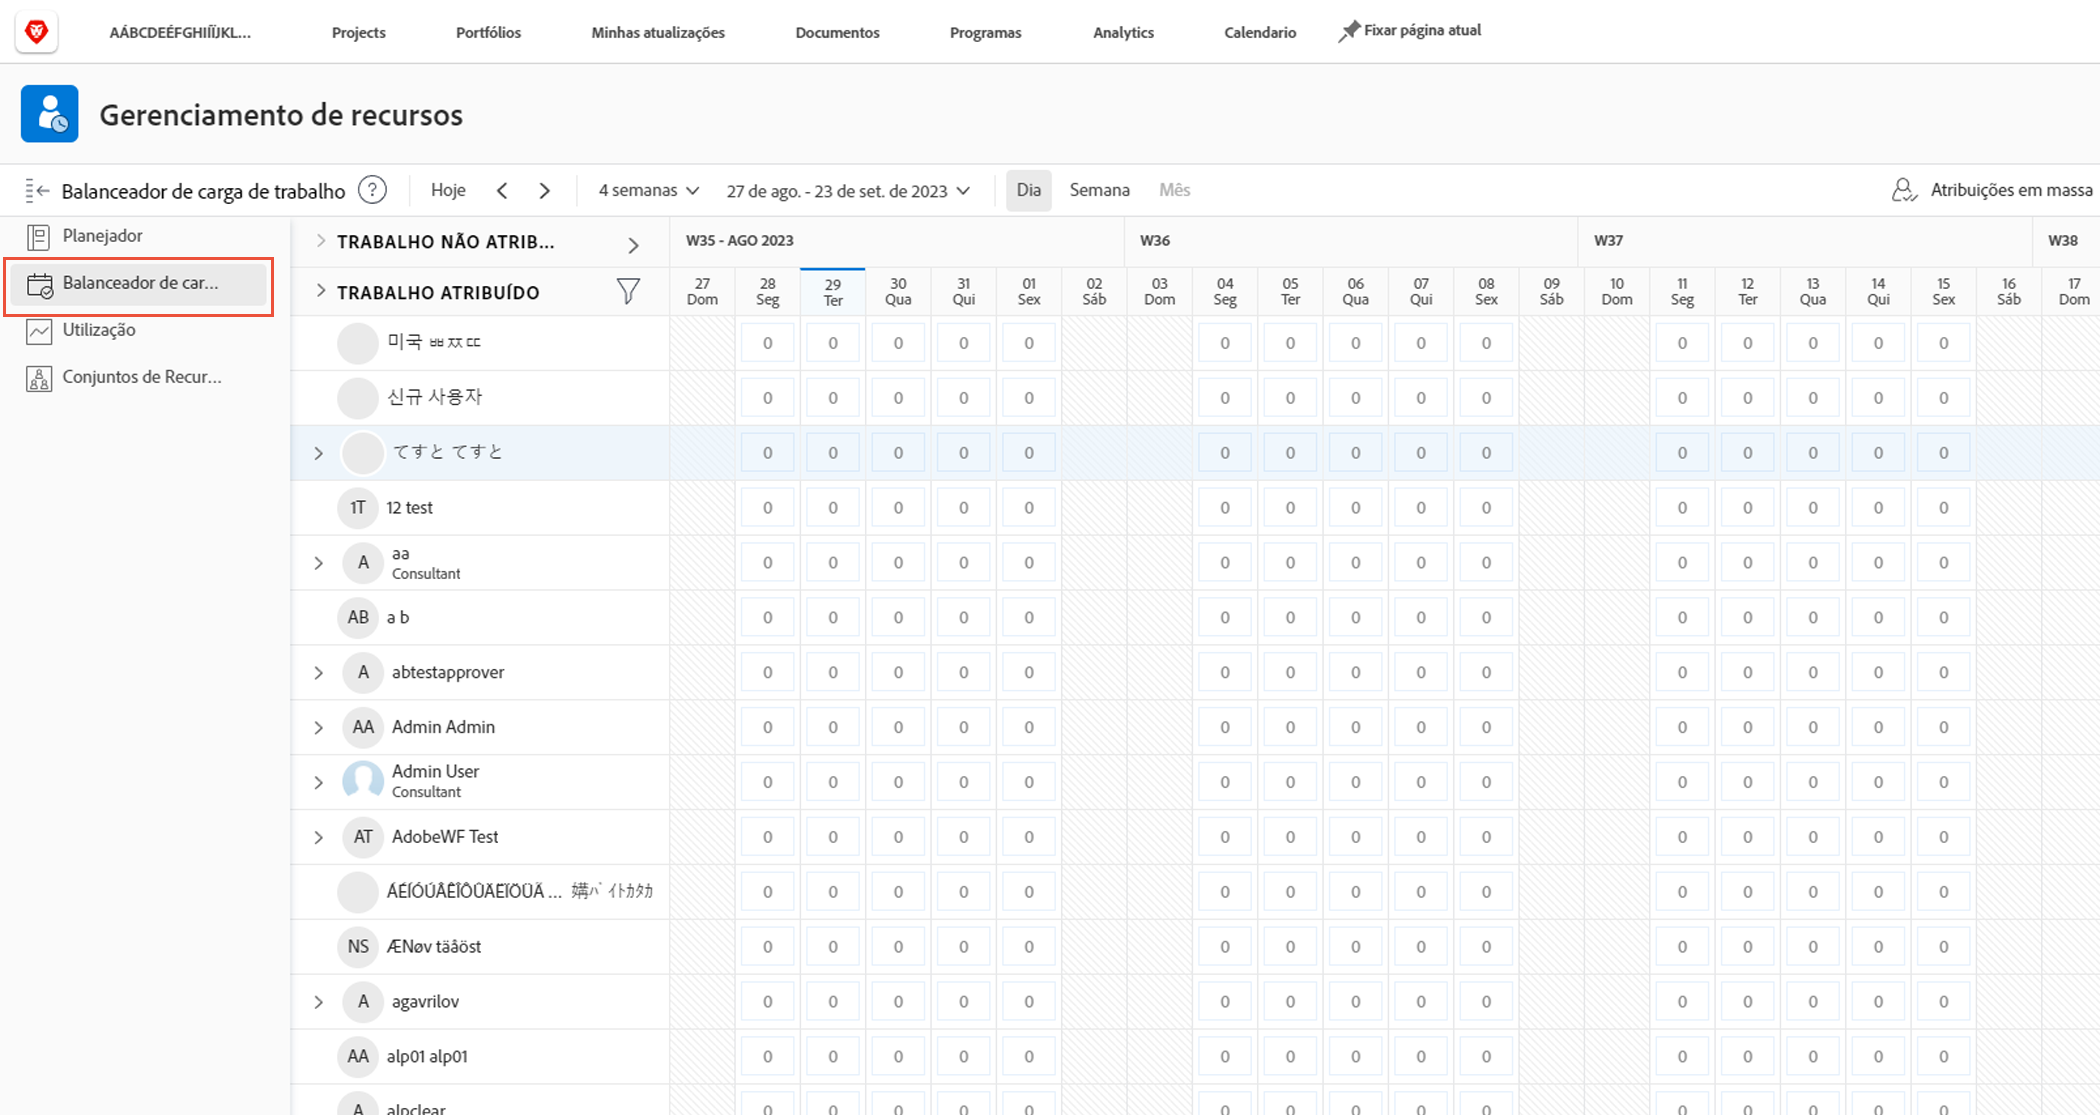 AÁBCDEÉFGHIÍÏJKL...
Projects
Portfólios
Minhas atualizações
Documentos
Programas
Analytics
Calendario
Fixar página atual
Gerenciamento de recursos
Balanceador de carga de trabalho ?
Hoje
4 semanas
27 de ago. - 23 de set. de 2023
Dia
Semana
Mês
Atribuições em massa
Planejador
Balanceador de car...
Utilização
Conjuntos de Recur...
TRABALHO NÃO ATRIB...
W35 - AGO 2023
W36
W37
W38
TRABALHO ATRIBUÍDO
27 28 29 30 31 01 02 03 04 05 06 07 08 09 10 11 12 13 14 15 16 17
Dom Seg Ter Qua Qui Sex Sáb Dom Seg Ter Qua Qui Sex Sáb Dom Seg Ter Qua Qui Sex Sáb Dom
미국 ㅃㅉㄸ 0 0 0 0 0 0 0 0 0 0 0 0 0 0 0
신규 사용자 0 0 0 0 0 0 0 0 0 0 0 0 0 0 0
てすと てすと 0 0 0 0 0 0 0 0 0 0 0 0 0 0 0
1T 12 test 0 0 0 0 0 0 0 0 0 0 0 0 0 0 0
A aa 0 0 0 0 0 0 0 0 0 0 0 0 0 0 0
Consultant
AB a b 0 0 0 0 0 0 0 0 0 0 0 0 0 0 0
A abtestapprover 0 0 0 0 0 0 0 0 0 0 0 0 0 0 0
AA Admin Admin 0 0 0 0 0 0 0 0 0 0 0 0 0 0 0
Admin User 0 0 0 0 0 0 0 0 0 0 0 0 0 0 0
Consultant
AT AdobeWF Test 0 0 0 0 0 0 0 0 0 0 0 0 0 0 0
0 0 0 0 0 0 0 0 0 0 0 0 0 0 0
NS ÆNøv täåöst 0 0 0 0 0 0 0 0 0 0 0 0 0 0 0
A agavrilov 0 0 0 0 0 0 0 0 0 0 0 0 0 0 0
AA alp01 alp01 0 0 0 0 0 0 0 0 0 0 0 0 0 0 0
A alpclear 0 0 0 0 0 0 0 0 0 0 0 0 0 0 0